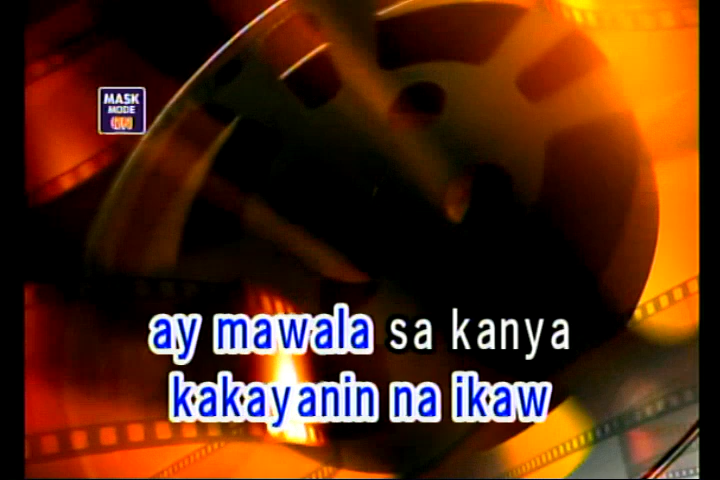 MASK
MODE
ON
ay mawala sa kanya
kakayanin na ikaw